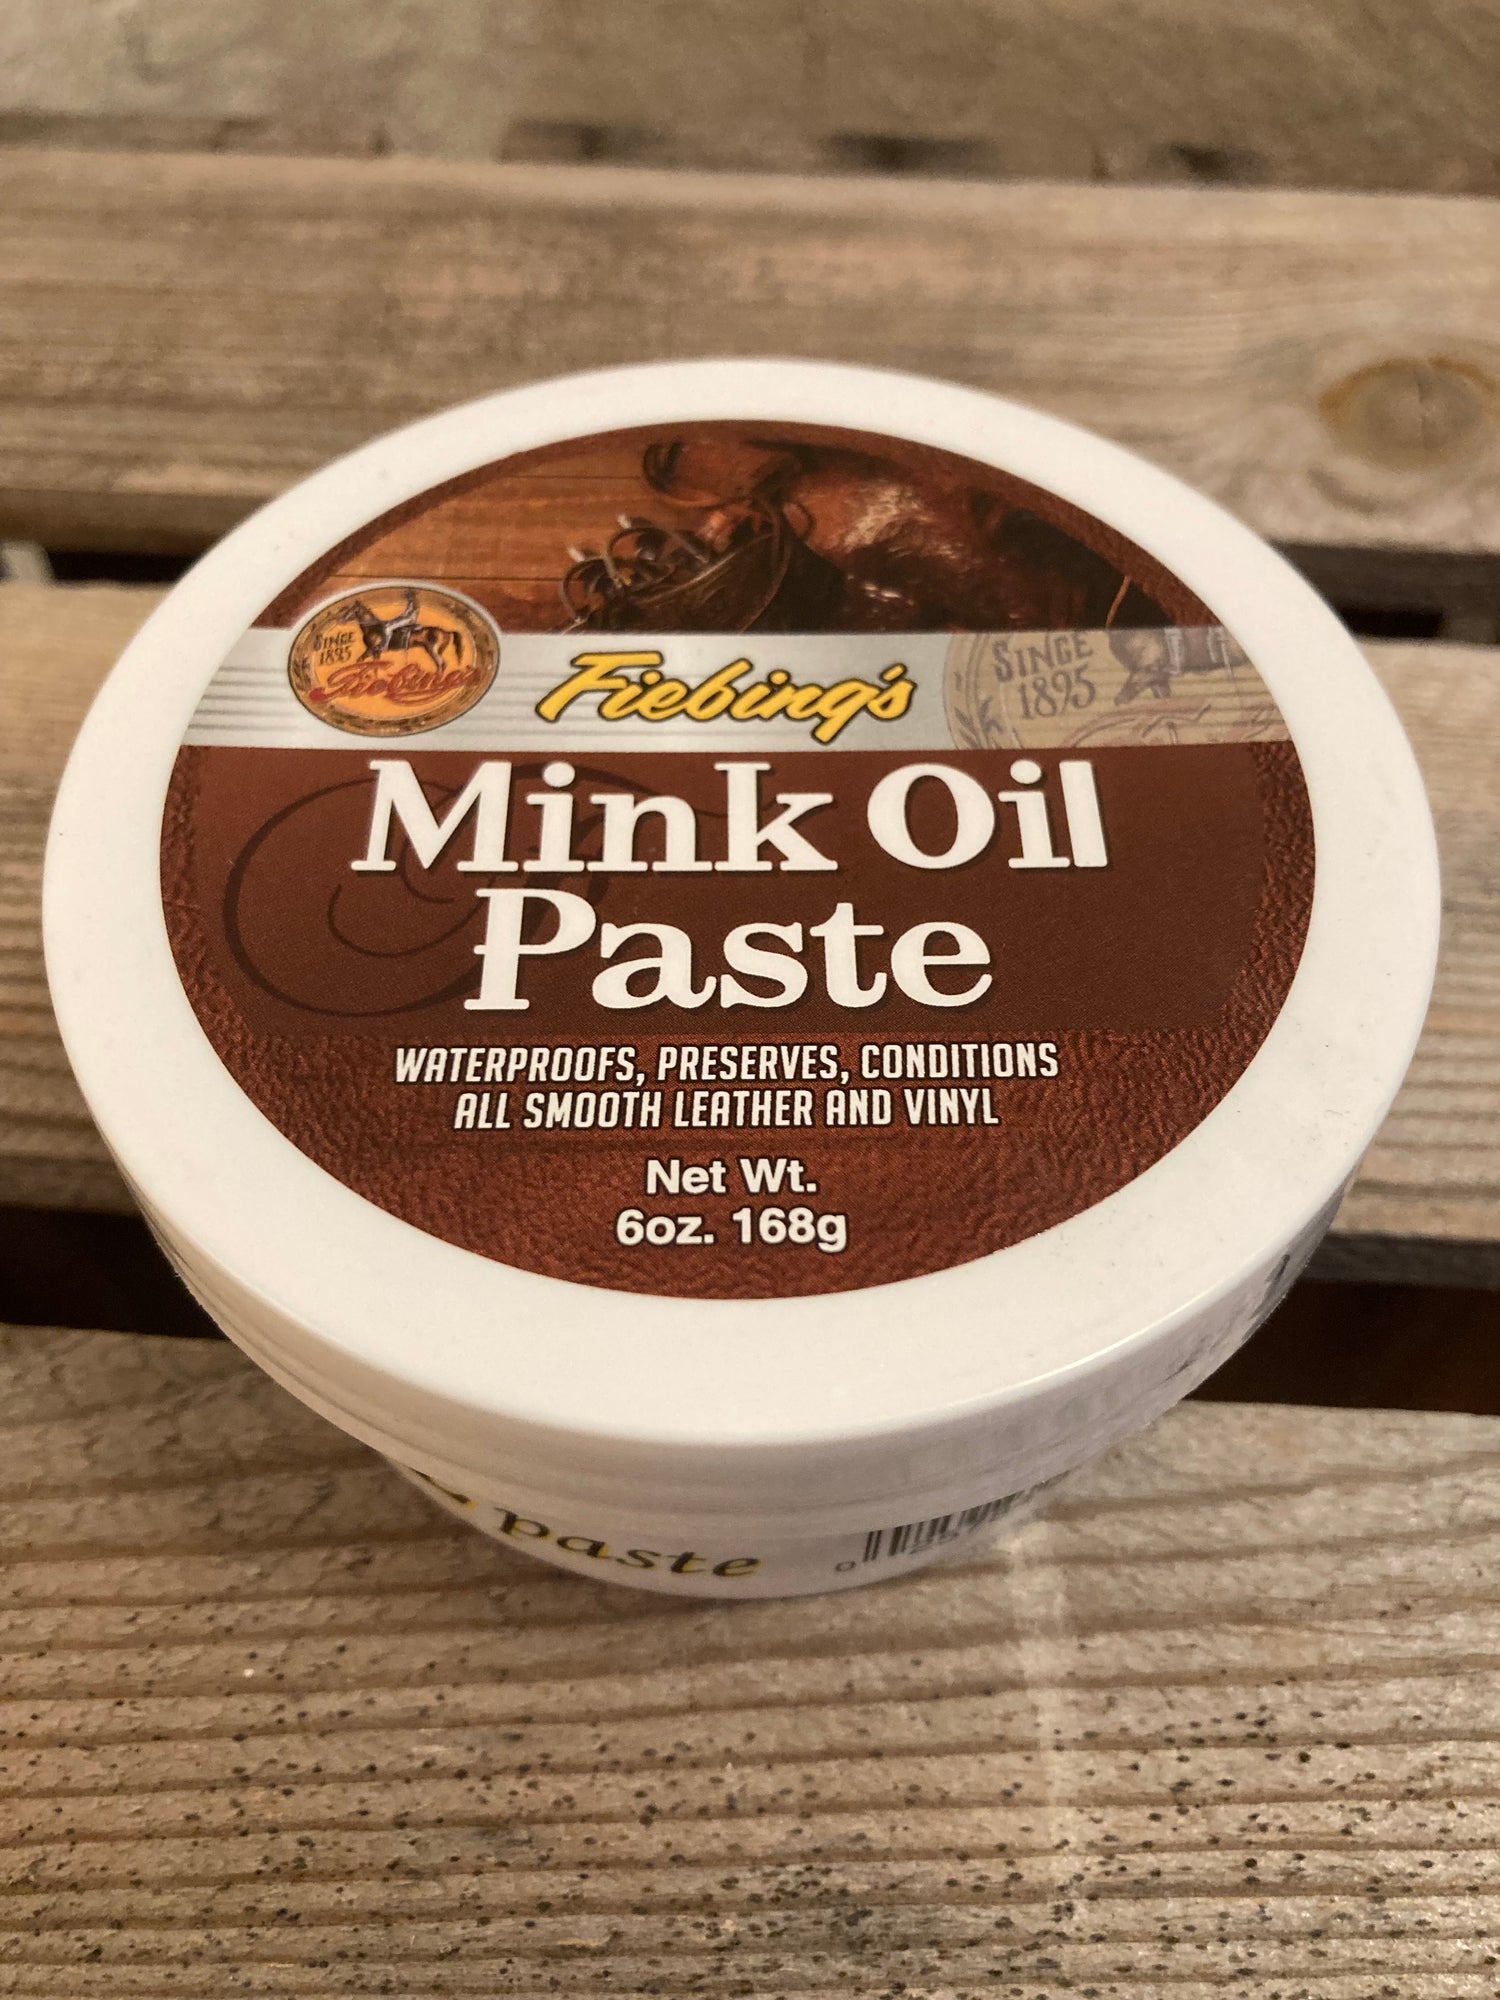 SINCE
1895
Fiebing's
Fiebing's
SINCE
1895
Mink Oil
Paste
WATERPROOFS, PRESERVES, CONDITIONS
ALL SMOOTH LEATHER AND VINYL
Net Wt.
6oz. 168g
paste
0